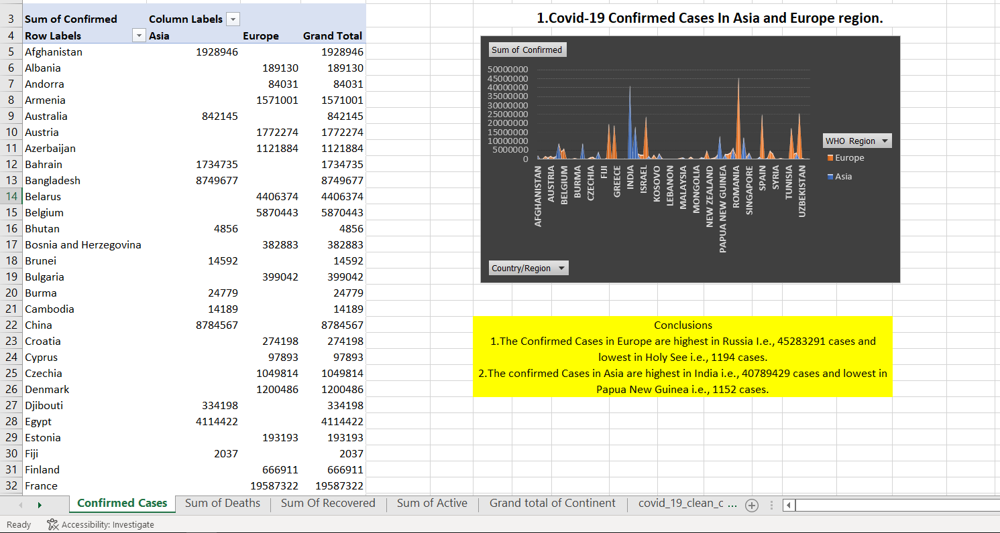 3 Sum of Confirmed Column Labels
4 Row Labels Asia Europe Grand Total
5 Afghanistan 1928946 1928946
6 Albania 189130 189130
7 Andorra 84031 84031
8 Armenia 1571001 1571001
9 Australia 842145 842145
10 Austria 1772274 1772274
11 Azerbaijan 1121884 1121884
12 Bahrain 1734735 1734735
13 Bangladesh 8749677 8749677
14 Belarus 4406374 4406374
15 Belgium 5870443 5870443
16 Bhutan 4856 4856
17 Bosnia and Herzegovina 382883 382883
18 Brunei 14592 14592
19 Bulgaria 399042 399042
20 Burma 24779 24779
21 Cambodia 14189 14189
22 China 8784567 8784567
23 Croatia 274198 274198
24 Cyprus 97893 97893
25 Czechia 1049814 1049814
26 Denmark 1200486 1200486
27 Djibouti 334198 334198
28 Egypt 4114422 4114422
29 Estonia 193193 193193
30 Fiji 2037 2037
31 Finland 666911 666911
32 France 19587322 19587322
1.Covid-19 Confirmed Cases In Asia and Europe region.
Sum of Confirmed
50000000
45000000
40000000
35000000
30000000
25000000
20000000
15000000
10000000
5000000
0
AFGHANISTAN
AUSTRIA
BELGIUM
BURMA
CZECHIA
FIJI
GREECE
INDIA
ISRAEL
KOSOVO
LEBANON
MALAYSIA
MONGOLIA
NEW ZEALAND
PAPUA NEW GUINEA
ROMANIA
SINGAPORE
SPAIN
SYRIA
TUNISIA
UZBEKISTAN
WHO Region
Europe
Asia
Country/Region
Conclusions
1.The Confirmed Cases in Europe are highest in Russia I.e., 45283291 cases and
lowest in Holy See i.e., 1194 cases.
2.The confirmed Cases in Asia are highest in India i.e., 40789429 cases and lowest in
Papua New Guinea i.e., 1152 cases.
Confirmed Cases Sum of Deaths Sum Of Recovered Sum of Active Grand total of Continent covid_19_clean_c ...
Ready Accessibility: Investigate